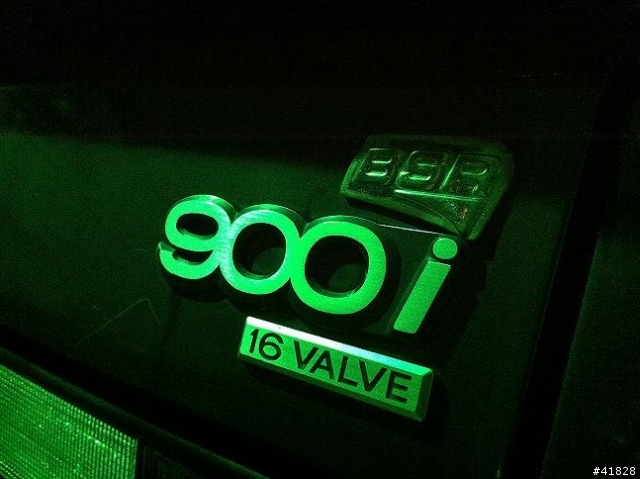 BSR
900i
16 VALVE
#41828